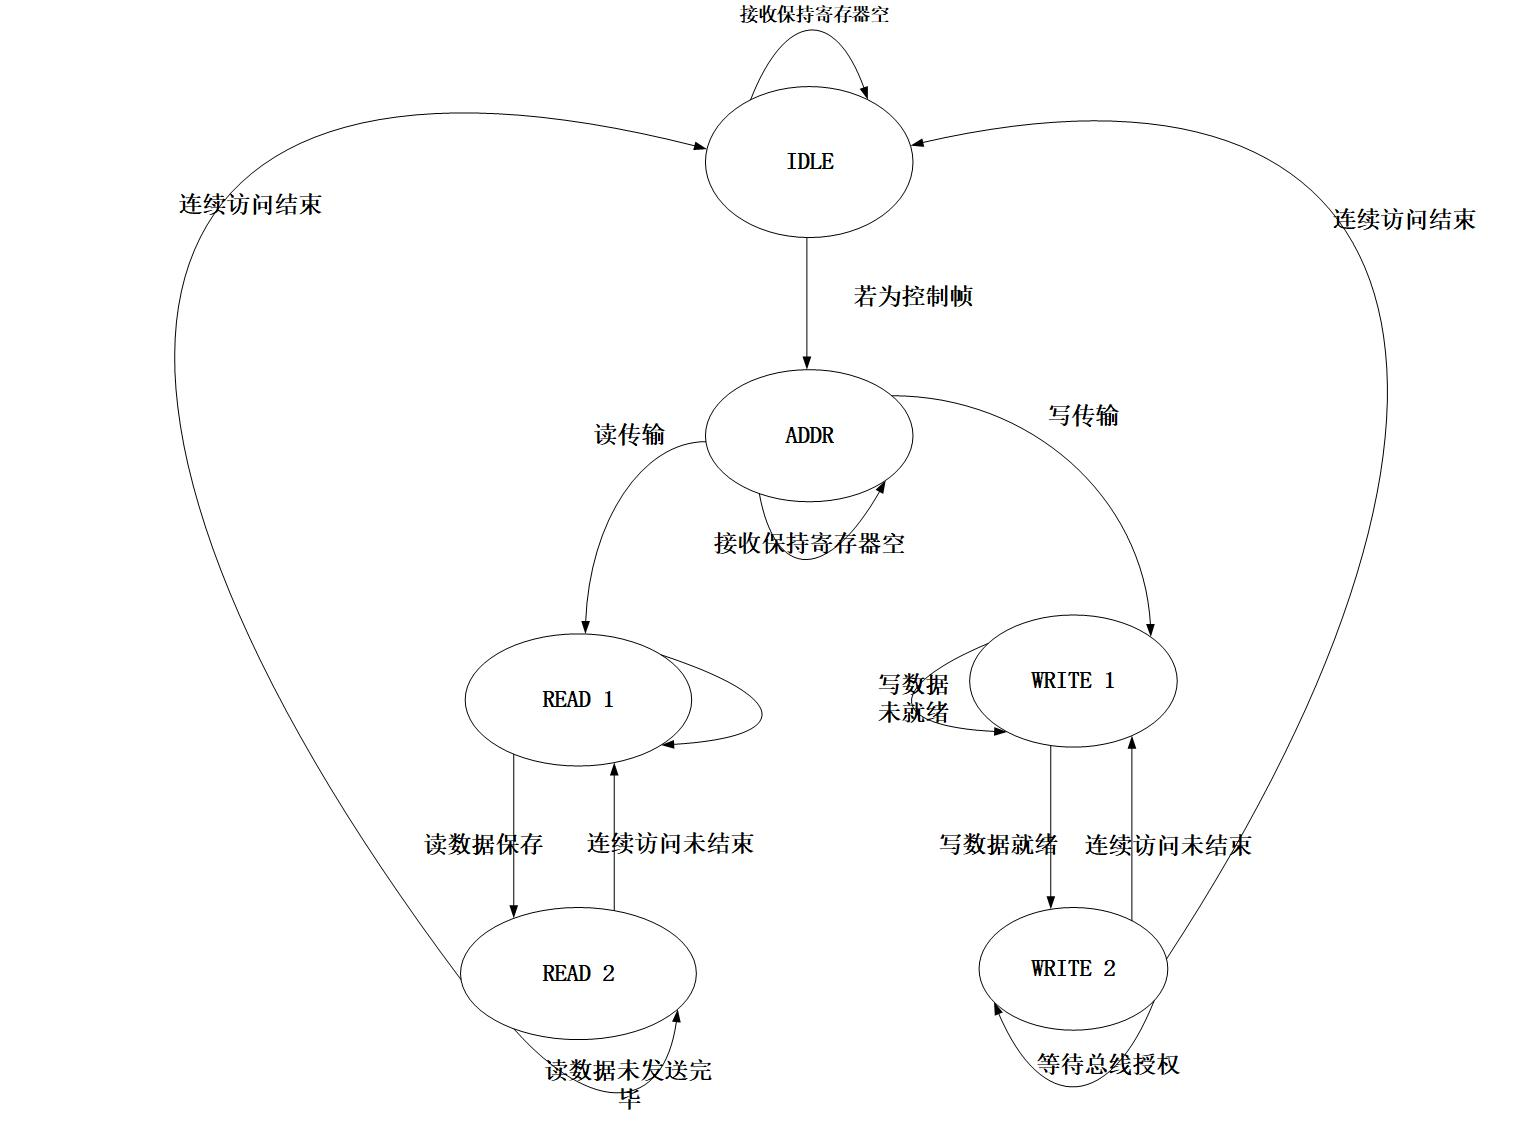 接收保持寄存器空
IDLE
连续访问结束
连续访问结束
若为控制帧
读传输
ADDR
写传输
接收保持寄存器空
READ 1
写数据
未就绪
WRITE 1
读数据保存
连续访问未结束
写数据就绪
连续访问未结束
READ 2
WRITE 2
读数据未发送完
毕
等待总线授权